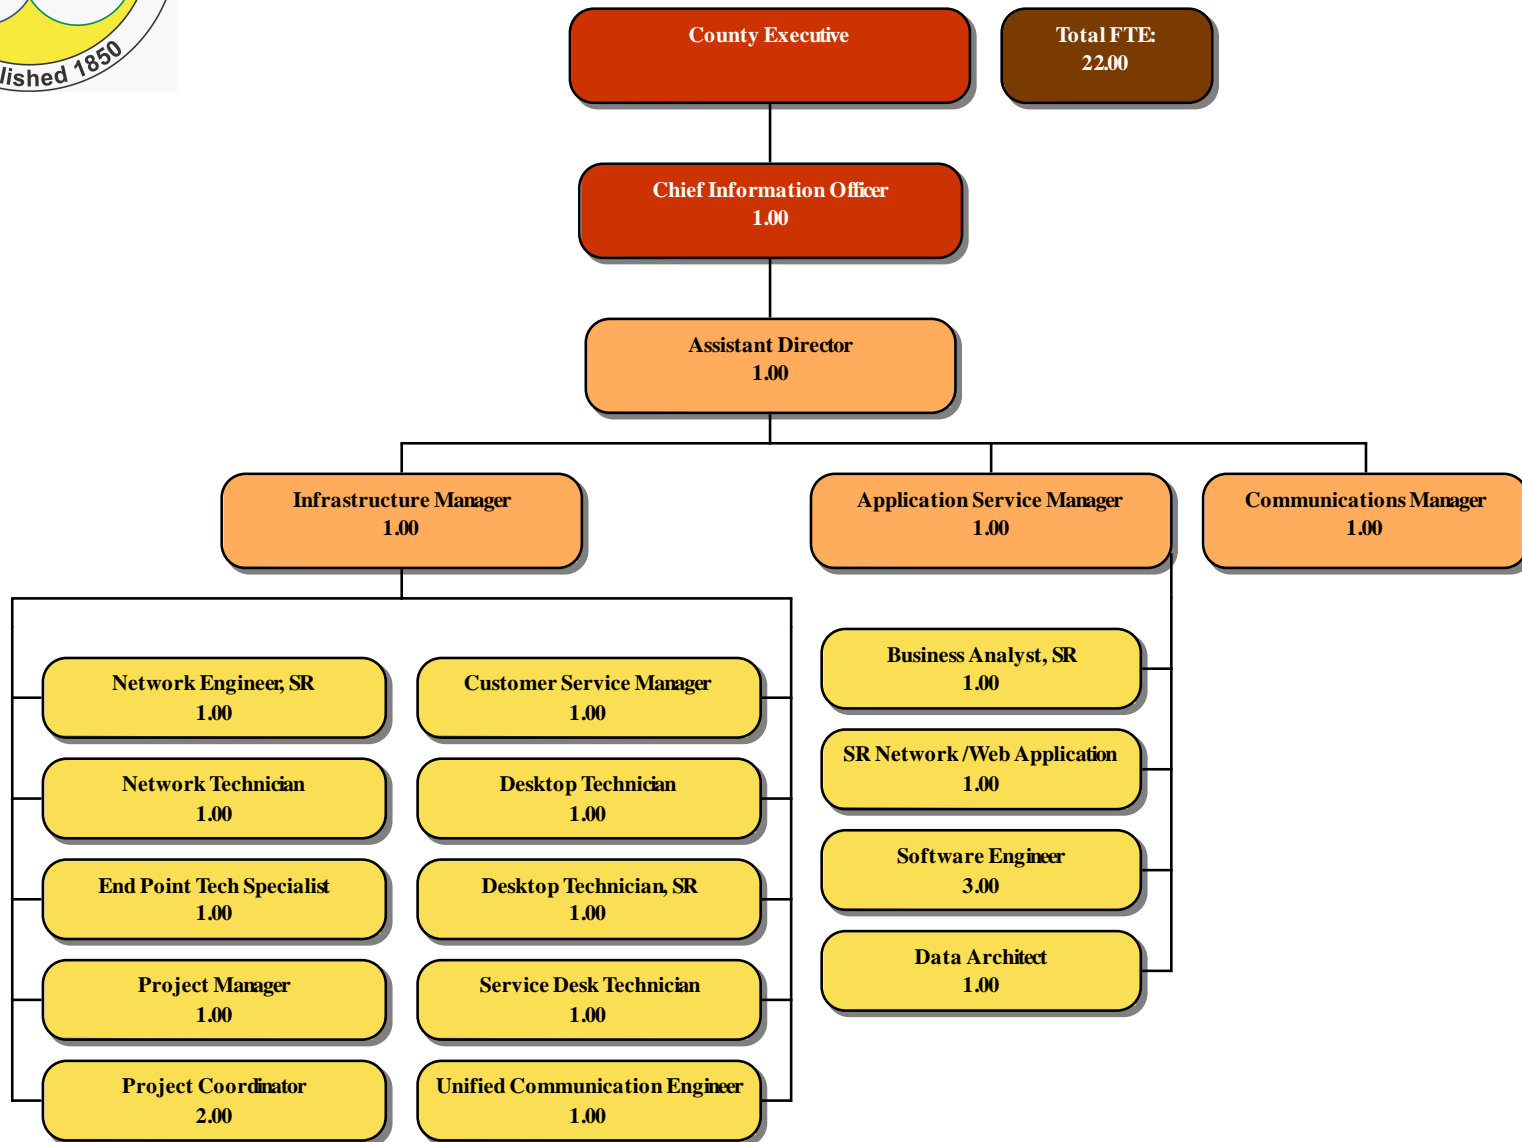 lished 1850
County Executive
Total FTE:
22.00
Chief Information Officer
1.00
Assistant Director
1.00
Infrastructure Manager
1.00
Application Service Manager
1.00
Communications Manager
1.00
Network Engineer, SR
1.00
Network Technician
1.00
End Point Tech Specialist
1.00
Project Manager
1.00
Project Coordinator
2.00
Customer Service Manager
1.00
Desktop Technician
1.00
Desktop Technician, SR
1.00
Service Desk Technician
1.00
Unified Communication Engineer
1.00
Business Analyst, SR
1.00
SR Network /Web Application
1.00
Software Engineer
3.00
Data Architect
1.00